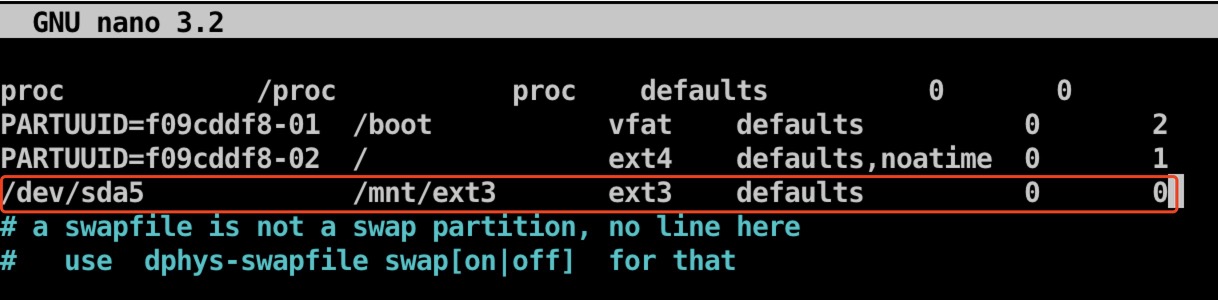 GNU nano 3.2
proc /proc proc defaults 0 0
PARTUUID=f09cddf8-01 /boot vfat defaults 0 2
PARTUUID=f09cddf8-02 / ext4 defaults,noatime 0 1
/dev/sda5 /mnt/ext3 ext3 defaults 0 0
# a swapfile is not a swap partition, no line here
# use dphys-swapfile swap[on|off] for that